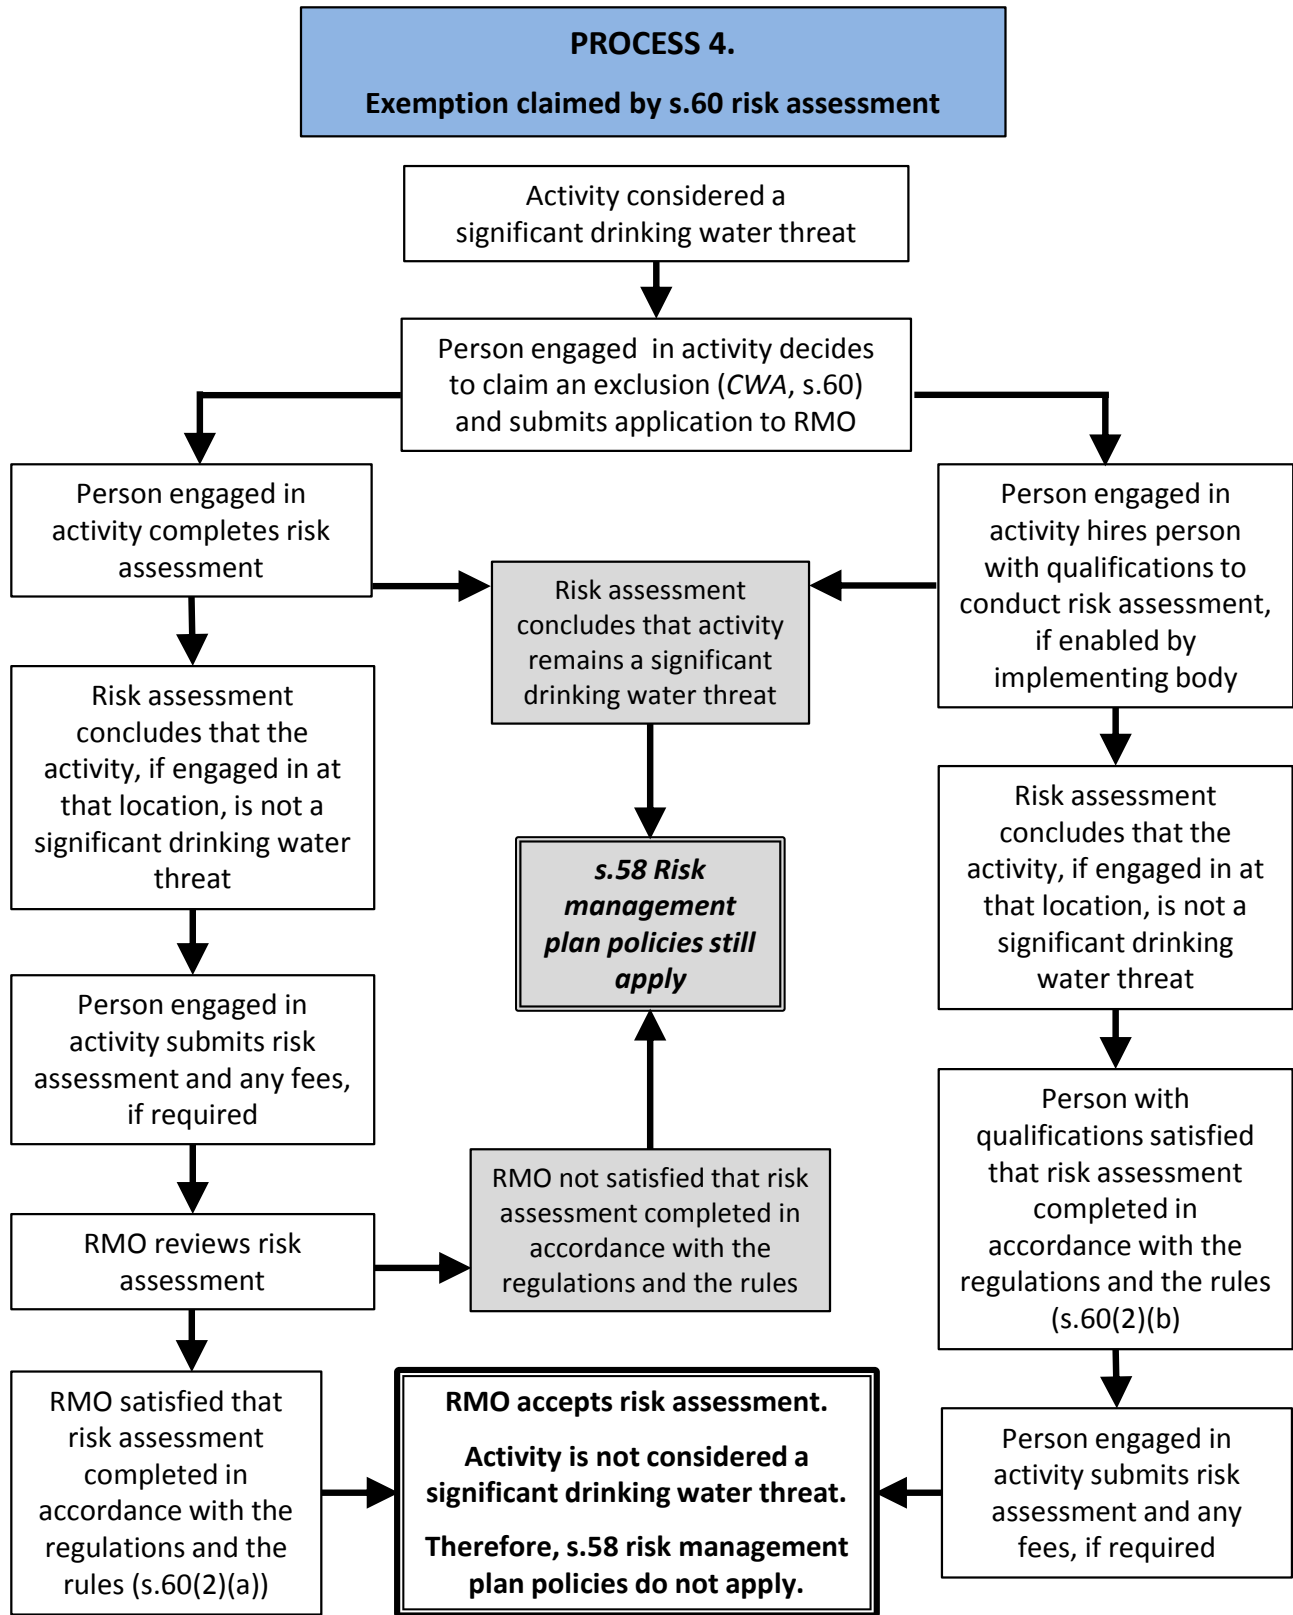 PROCESS 4.
Exemption claimed by s.60 risk assessment
Activity considered a
significant drinking water threat
Person engaged  in activity decides
to claim an exclusion (CWA, s.60)
and submits application to RMO
Person engaged in
activity completes risk
assessment
Risk assessment
concludes that the
activity, if engaged in at
that location, is not a
significant drinking water
threat
Person engaged in
activity submits risk
assessment and any fees,
if required
RMO reviews risk
assessment
RMO satisfied that
risk assessment
completed in
accordance with the
regulations and the
rules (s.60(2)(a))
Risk assessment
concludes that activity
remains a significant
drinking water threat
s.58 Risk
management
plan policies still
apply
RMO not satisfied that risk
assessment completed in
accordance with the
regulations and the rules
RMO accepts risk assessment.
Activity is not considered a
significant drinking water threat.
Therefore, s.58 risk management
plan policies do not apply.
Person engaged in
activity hires person
with qualifications to
conduct risk assessment,
if enabled by
implementing body
Risk assessment
concludes that the
activity, if engaged in at
that location, is not a
significant drinking
water threat
Person with
qualifications satisfied
that risk assessment
completed in
accordance with the
regulations and the rules
(s.60(2)(b)
Person engaged in
activity submits risk
assessment and any
fees, if required